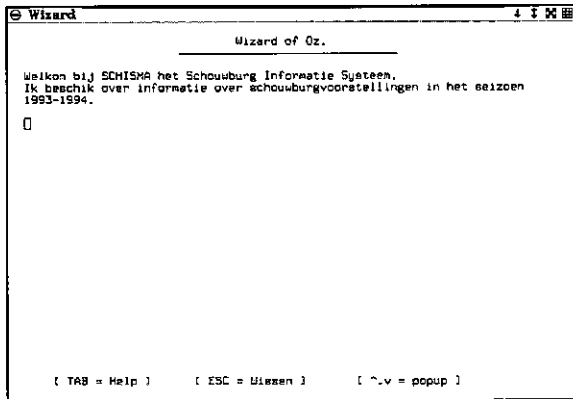 Wizard
Wizard of Oz.
Welkom bij SCHISMA het Schouwburg Informatie Systeem.
Ik beschik over informatie over schouwburgvoorstellingen in het seizoen
1993-1994.
[ TAB = Help ] [ ESC = Wissen ] [ ^.v = popup ]